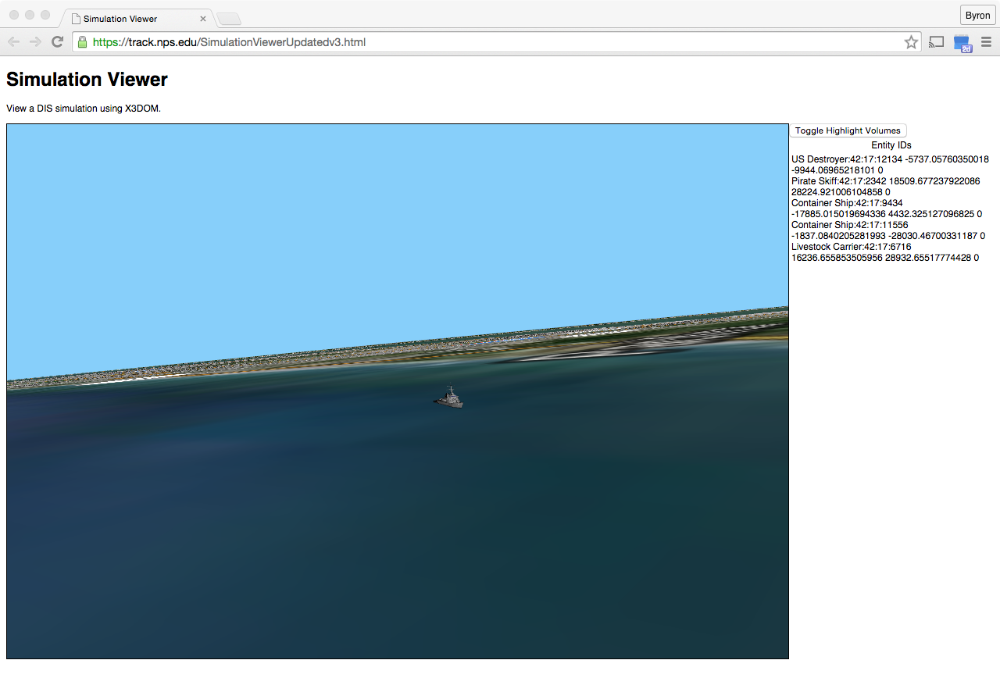 Simulation Viewer
Byron
https://track.nps.edu/SimulationViewerUpdatedv3.html
2d
Simulation Viewer
View a DIS simulation using X3DOM.
Toggle Highlight Volumes
Entity IDs
US Destroyer:42:17:12134 -5737.05760350018
-9944.06965218101 0
Pirate Skiff:42:17:2342 18509.677237922086
28224.921006104858 0
Container Ship:42:17:9434
-17885.015019694336 4432.325127096825 0
Container Ship:42:17:11556
-1837.0840205281993 -28030.46700331187 0
Livestock Carrier:42:17:6716
16236.655853505956 28932.65517774428 0